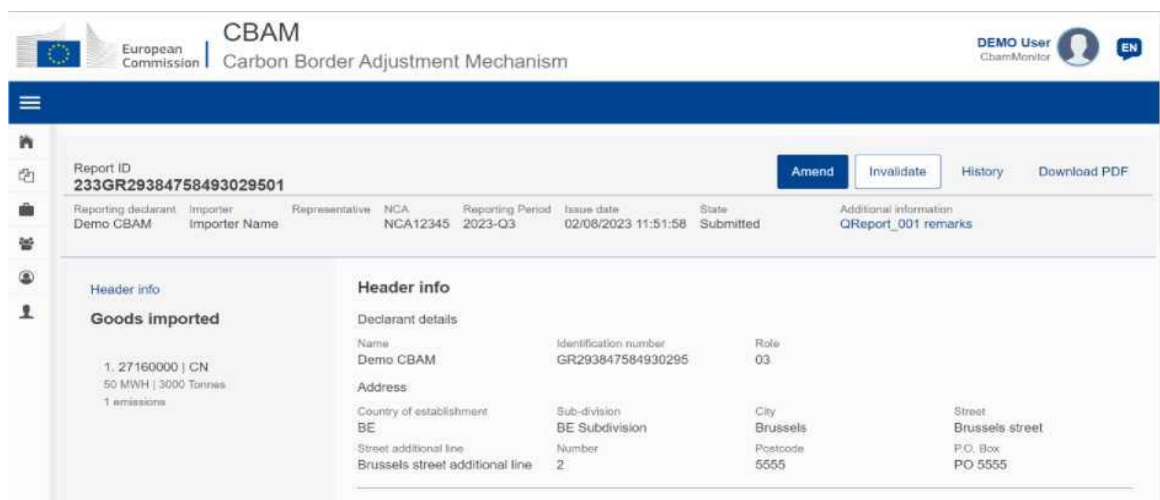 European
Commission
CBAM
Carbon Border Adjustment Mechanism
DEMO User
CbamMonitor
EN
Report ID
233GR29384758493029501
Amend
Invalidate
History
Download PDF
Reporting declarant Importer Representative NCA Reporting Period Issue date State Additional information
Demo CBAM Importer Name NCA12345 2023-Q3 02/08/2023 11:51:58 Submitted QReport_001 remarks
Header info
Goods imported
1. 27160000 | CN
50 MWH | 3000 Tonnes
1 emissions
Header info
Declarant details
Name Identification number Role
Demo CBAM GR293847584930295 03
Address
Country of establishment Sub-division City Street
BE BE Subdivision Brussels Brussels street
Street additional line Number Postcode P.O. Box
Brussels street additional line 2 5555 PO 5555